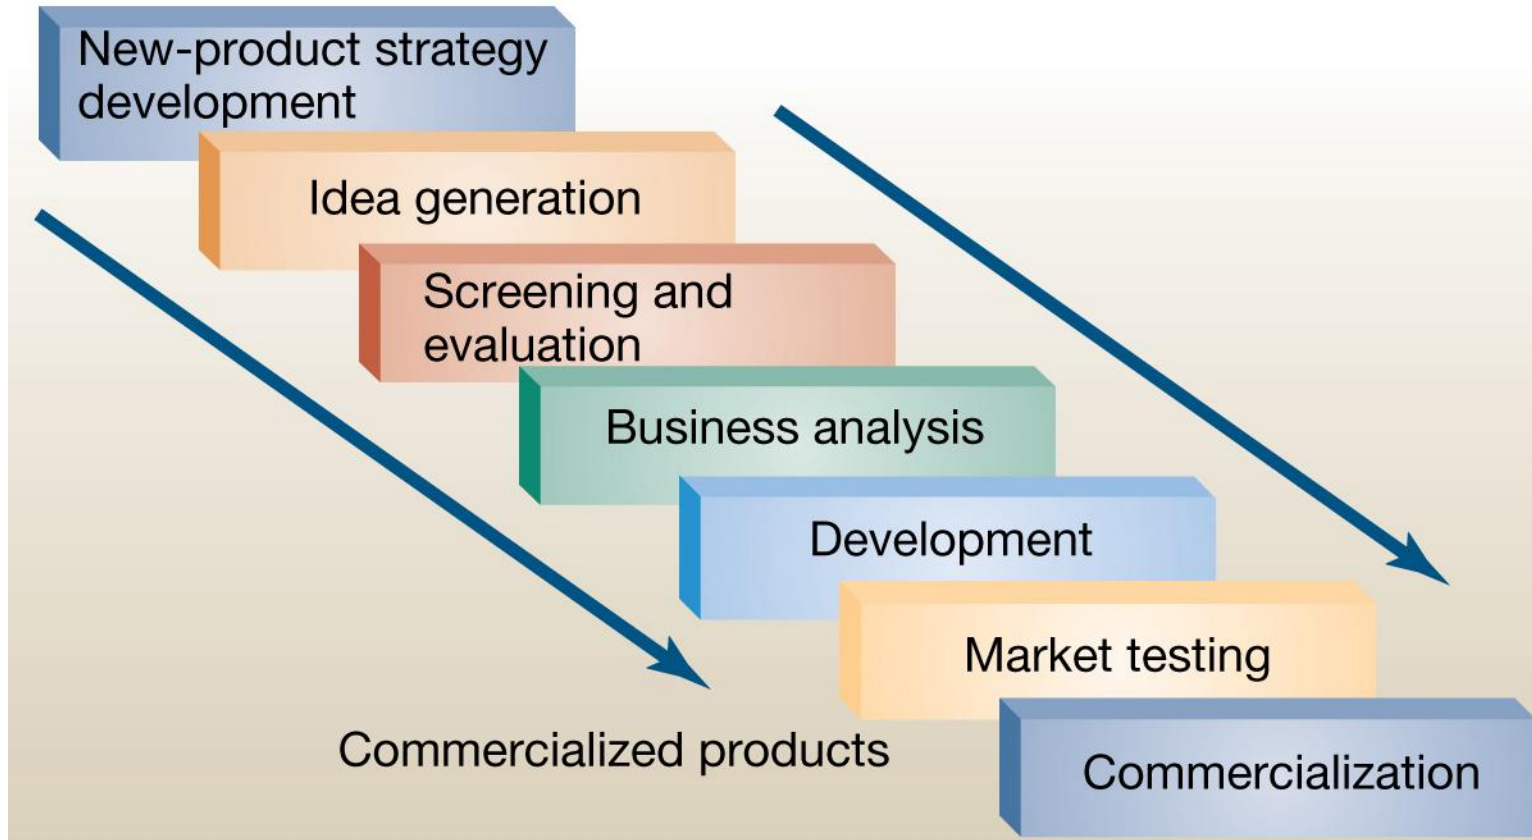 New-product strategy
development
Idea generation
Screening and
evaluation
Business analysis
Development
Market testing
Commercialized products
Commercialization